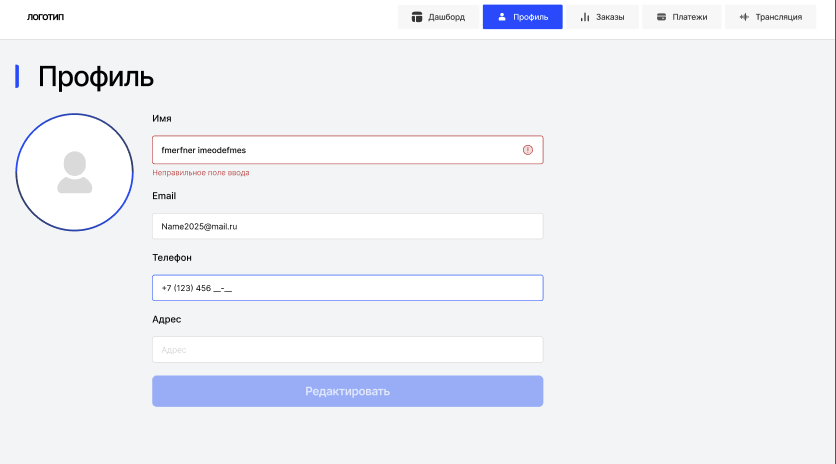 ЛОГОТИП
Дашборд Профиль Заказы Платежи Трансляция
Профиль
Имя
fmerfner imeodefmes
Неправильное поле ввода
Email
Name2025@mail.ru
Телефон
+7 (123) 456 __-__
Адрес
Адрес
Редактировать